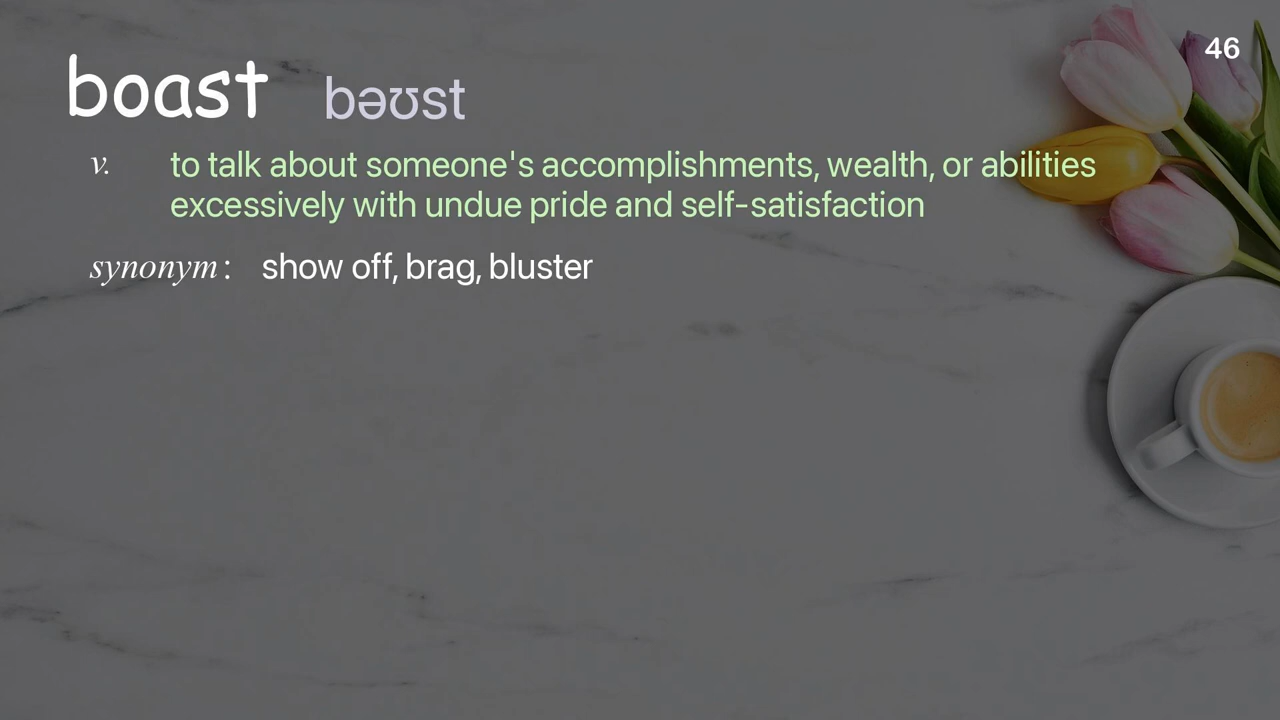 46
boast bəʊst
v. to talk about someone's accomplishments, wealth, or abilities
excessively with undue pride and self-satisfaction
synonym: show off, brag, bluster